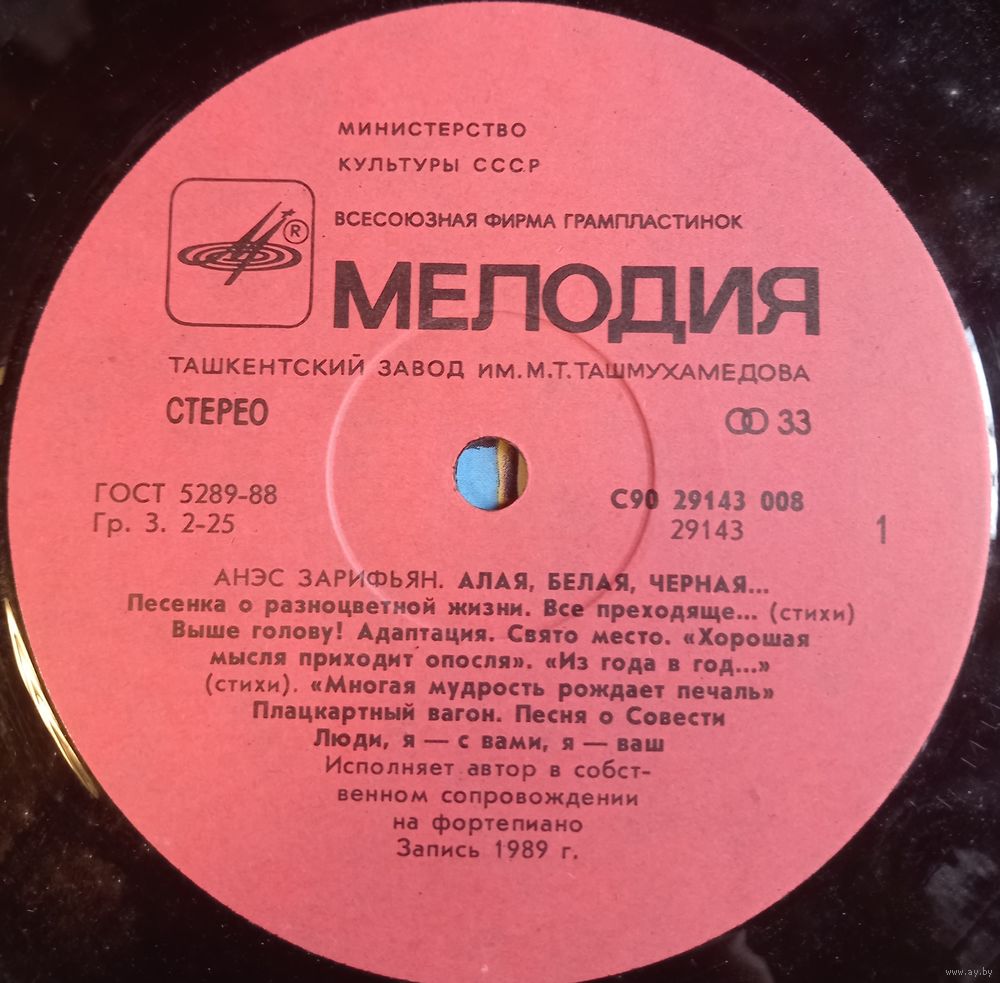 МИНИСТЕРСТВО
КУЛЬТУРЫ СССР
®
ВСЕСОЮЗНАЯ ФИРМА ГРАМПЛАСТИНОК
МЕЛОДИЯ
ТАШКЕНТСКИЙ ЗАВОД ИМ. М.Т.ТАШМУХАМЕДОВА
СТЕРЕО
33
ГОСТ 5289-88
Гр. 3. 2-25
С90 29143 008
29143
1
АНЭС ЗАРИФЬЯН. АЛАЯ, БЕЛАЯ, ЧЕРНАЯ...
Песенка о разноцветной жизни. Все преходяще... (стихи)
Выше голову! Адаптация. Свято место. «Хорошая
мысля приходит опосля». «Из года в год...»
(стихи). «Многая мудрость рождает печаль»
Плацкартный вагон. Песня о Совести
Люди, я — с вами, я — ваш
Исполняет автор в собст-
венном сопровождении
на фортепиано
Запись 1989 г.
www.ay.by